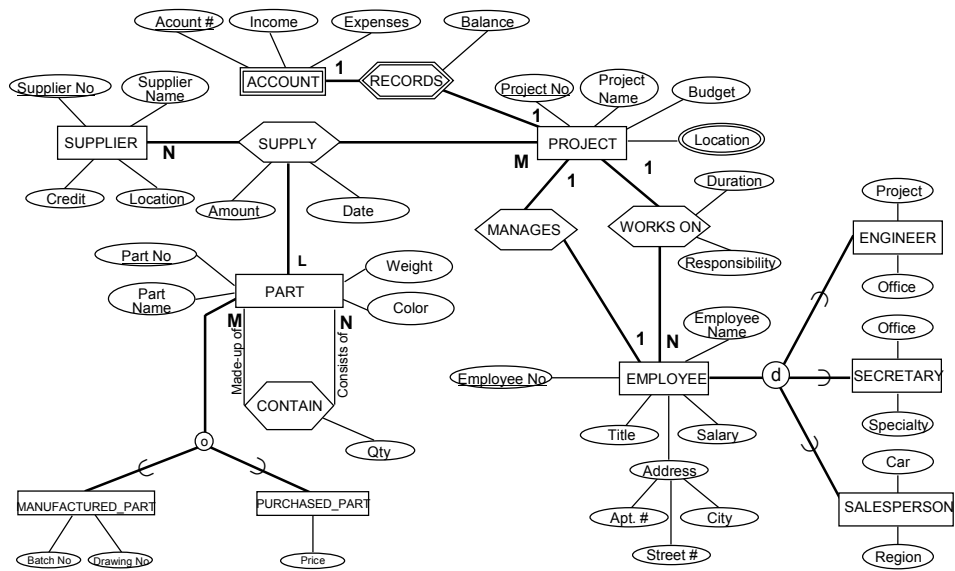 Acount #
Income
Expenses
Balance
ACCOUNT
1
RECORDS
Supplier No
Supplier
Name
Project No
Project
Name
Budget
1
SUPPLIER
N
SUPPLY
M
PROJECT
Location
1
1
Credit
Location
Amount
Date
Duration
MANAGES
WORKS ON
Project
ENGINEER
Responsibility
Office
Part No
L
Weight
Part
Name
PART
Color
M
N
Made-up of
Consists of
Employee
Name
Office
1
N
Employee No
EMPLOYEE
d
SECRETARY
CONTAIN
Qty
Title
Salary
Specialty
o
Address
Car
Apt. #
City
Street #
MANUFACTURED_PART
PURCHASED_PART
SALESPERSON
Batch No
Drawing No
Price
Region